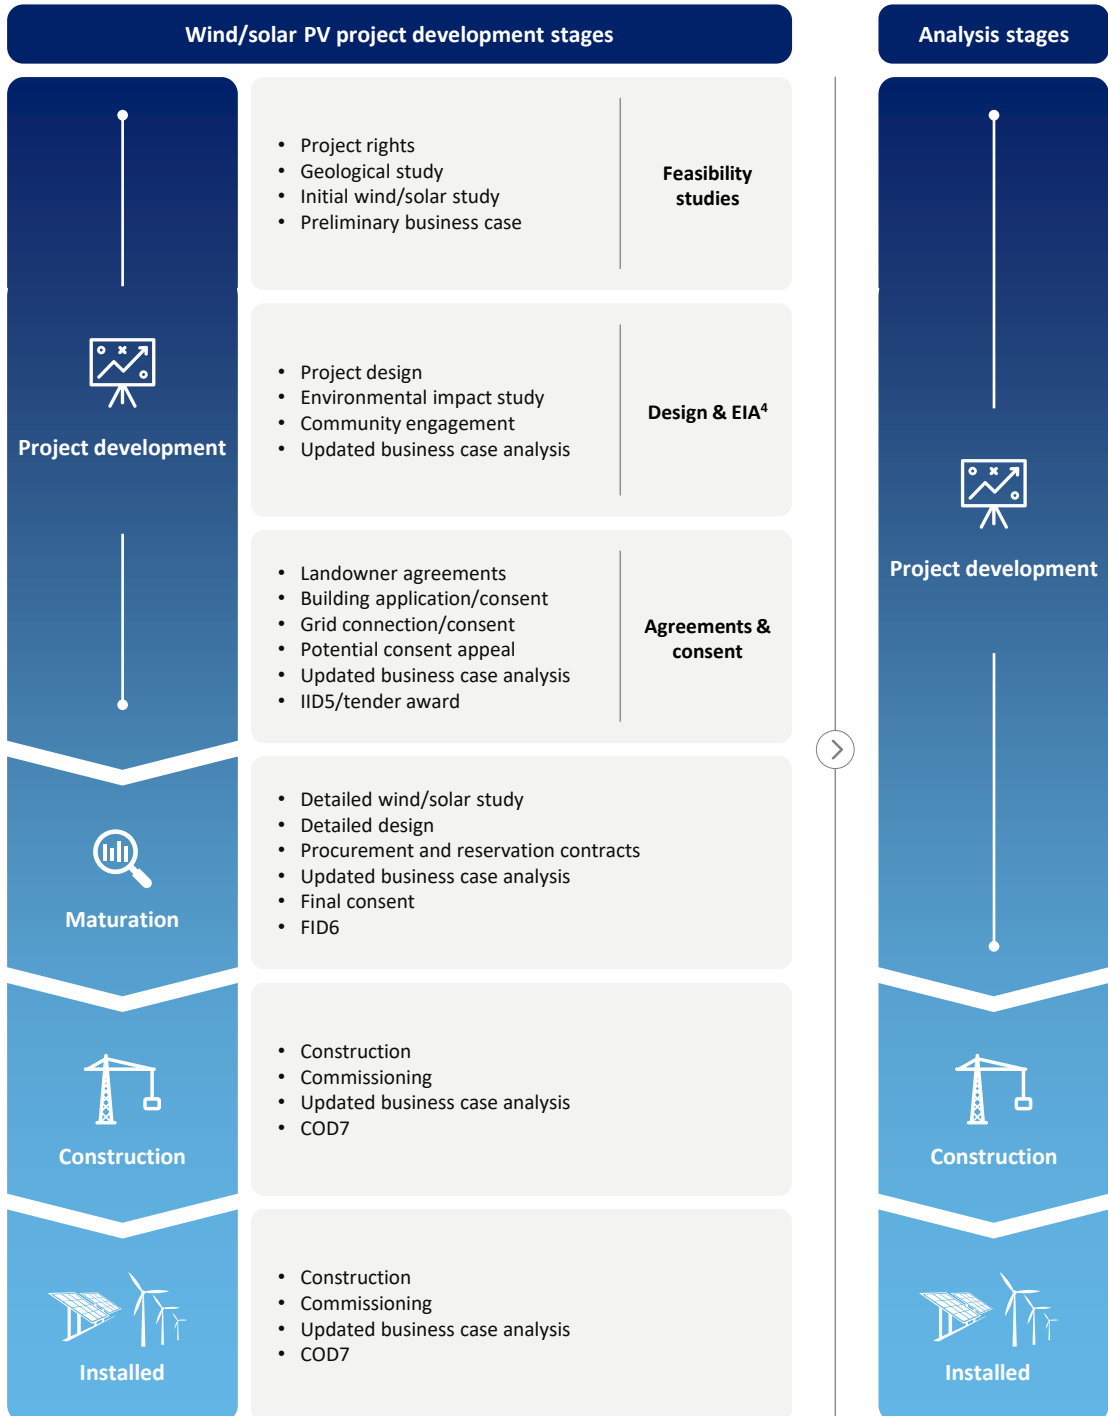 Wind/solar PV project development stages
Analysis stages
Project development
• Project rights
• Geological study
• Initial wind/solar study
• Preliminary business case
Feasibility
studies
• Project design
• Environmental impact study
• Community engagement
• Updated business case analysis
Design & EIA⁴
• Landowner agreements
• Building application/consent
• Grid connection/consent
• Potential consent appeal
• Updated business case analysis
• IID5/tender award
Agreements &
consent
Maturation
• Detailed wind/solar study
• Detailed design
• Procurement and reservation contracts
• Updated business case analysis
• Final consent
• FID6
Construction
• Construction
• Commissioning
• Updated business case analysis
• COD7
Installed
• Construction
• Commissioning
• Updated business case analysis
• COD7
Project development
Construction
Installed